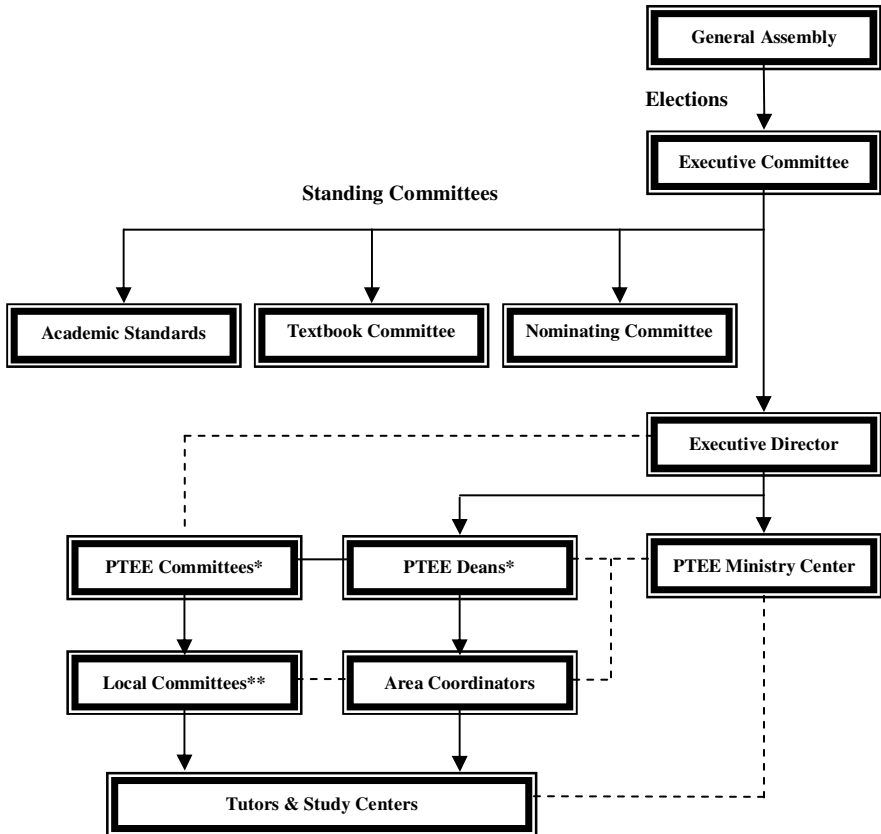 General Assembly
Elections
Executive Committee
Standing Committees
Academic Standards
Textbook Committee
Nominating Committee
Executive Director
PTEE Committees*
PTEE Deans*
PTEE Ministry Center
Local Committees**
Area Coordinators
Tutors & Study Centers